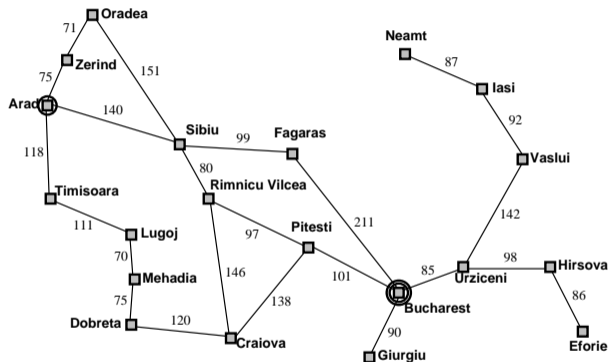 Oradea
71
Neamt
Zerind
87
75
151
Iasi
Arad
140
92
Sibiu
99
Fagaras
118
80
Vaslui
Timisoara
Rimnicu Vilcea
111
211
142
Lugoj
97
Pitesti
70
98
146
101
85
Hirsova
Mehadia
Urziceni
138
86
75
Bucharest
120
90
Dobreta
Craiova
Eforie
Giurgiu